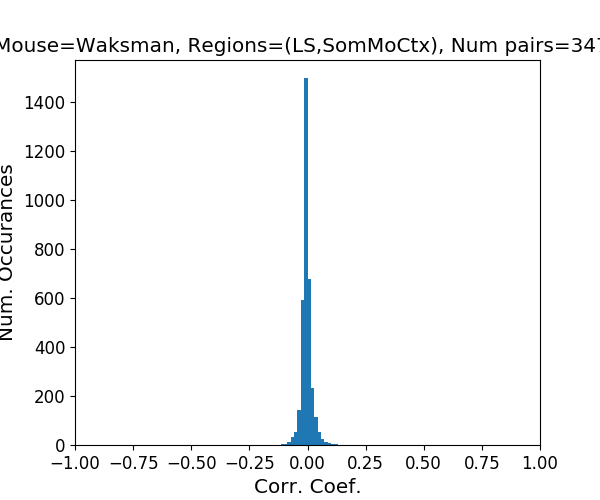 Mouse=Waksman, Regions=(LS,SomMoCtx), Num pairs=347
Num. Occurances
1400
1200
1000
800
600
400
200
0
−1.00 −0.75 −0.50 −0.25 0.00 0.25 0.50 0.75 1.00
Corr. Coef.